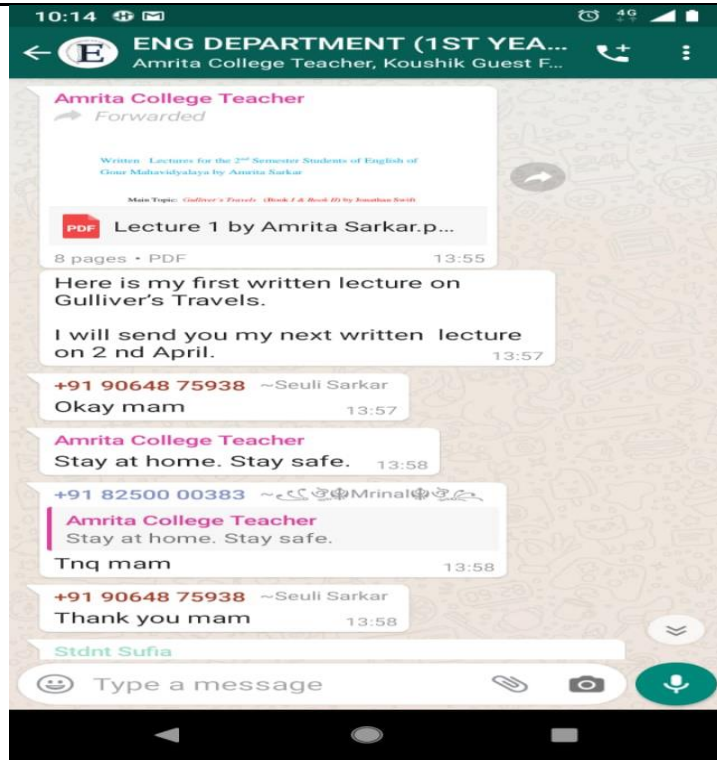 10:14
4G
ENG DEPARTMENT (1ST YEA...
Amrita College Teacher, Koushik Guest F...
Amrita College Teacher
Forwarded
Written Lectures for the 2nd Semester Students of English of
Gour Mahavidyalaya by Amrita Sarkar
Main Topic: Gulliver's Travels (Book I & Book II) by Jonathan Swift
PDF Lecture 1 by Amrita Sarkar.p...
8 pages • PDF 13:55
Here is my first written lecture on
Gulliver's Travels.
I will send you my next written lecture
on 2 nd April. 13:57
+91 90648 75938 ~Seuli Sarkar
Okay mam 13:57
Amrita College Teacher
Stay at home. Stay safe. 13:58
+91 82500 00383 Mrinal
Amrita College Teacher
Stay at home. Stay safe.
Tnq mam 13:58
+91 90648 75938 ~Seuli Sarkar
Thank you mam 13:58
Stdnt Sufia
Type a message